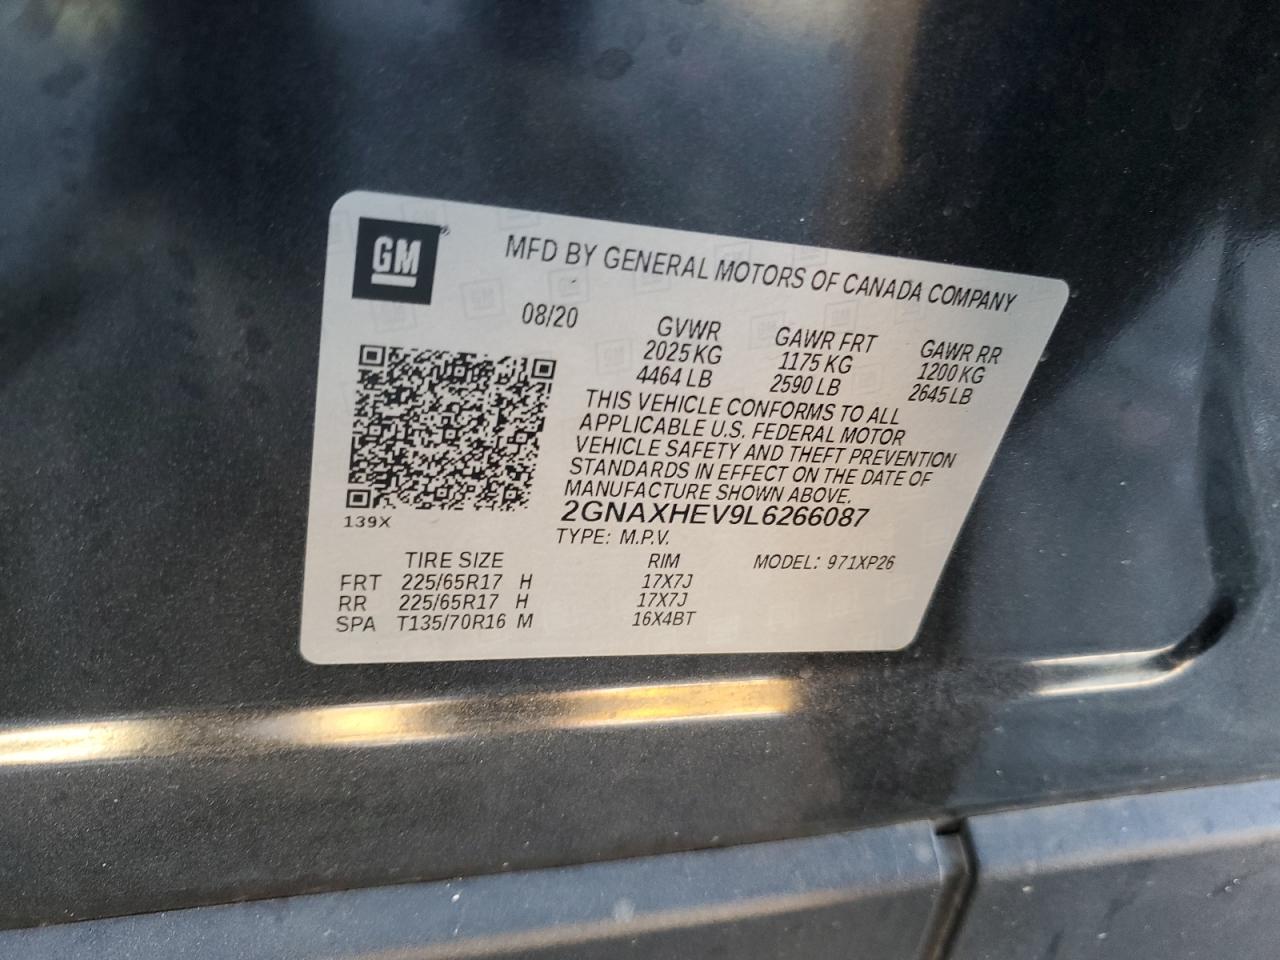 GM
MFD BY GENERAL MOTORS OF CANADA COMPANY
08/20
GVWR GAWR FRT GAWR RR
2025 KG 1175 KG 1200 KG
4464 LB 2590 LB 2645 LB
THIS VEHICLE CONFORMS TO ALL
APPLICABLE U.S. FEDERAL MOTOR
VEHICLE SAFETY AND THEFT PREVENTION
STANDARDS IN EFFECT ON THE DATE OF
MANUFACTURE SHOWN ABOVE.
2GNAXHEV9L6266087
139X
TYPE: M.P.V.
TIRE SIZE RIM MODEL: 971XP26
FRT 225/65R17 H 17X7J
RR 225/65R17 H 17X7J
SPA T135/70R16 M 16X4BT